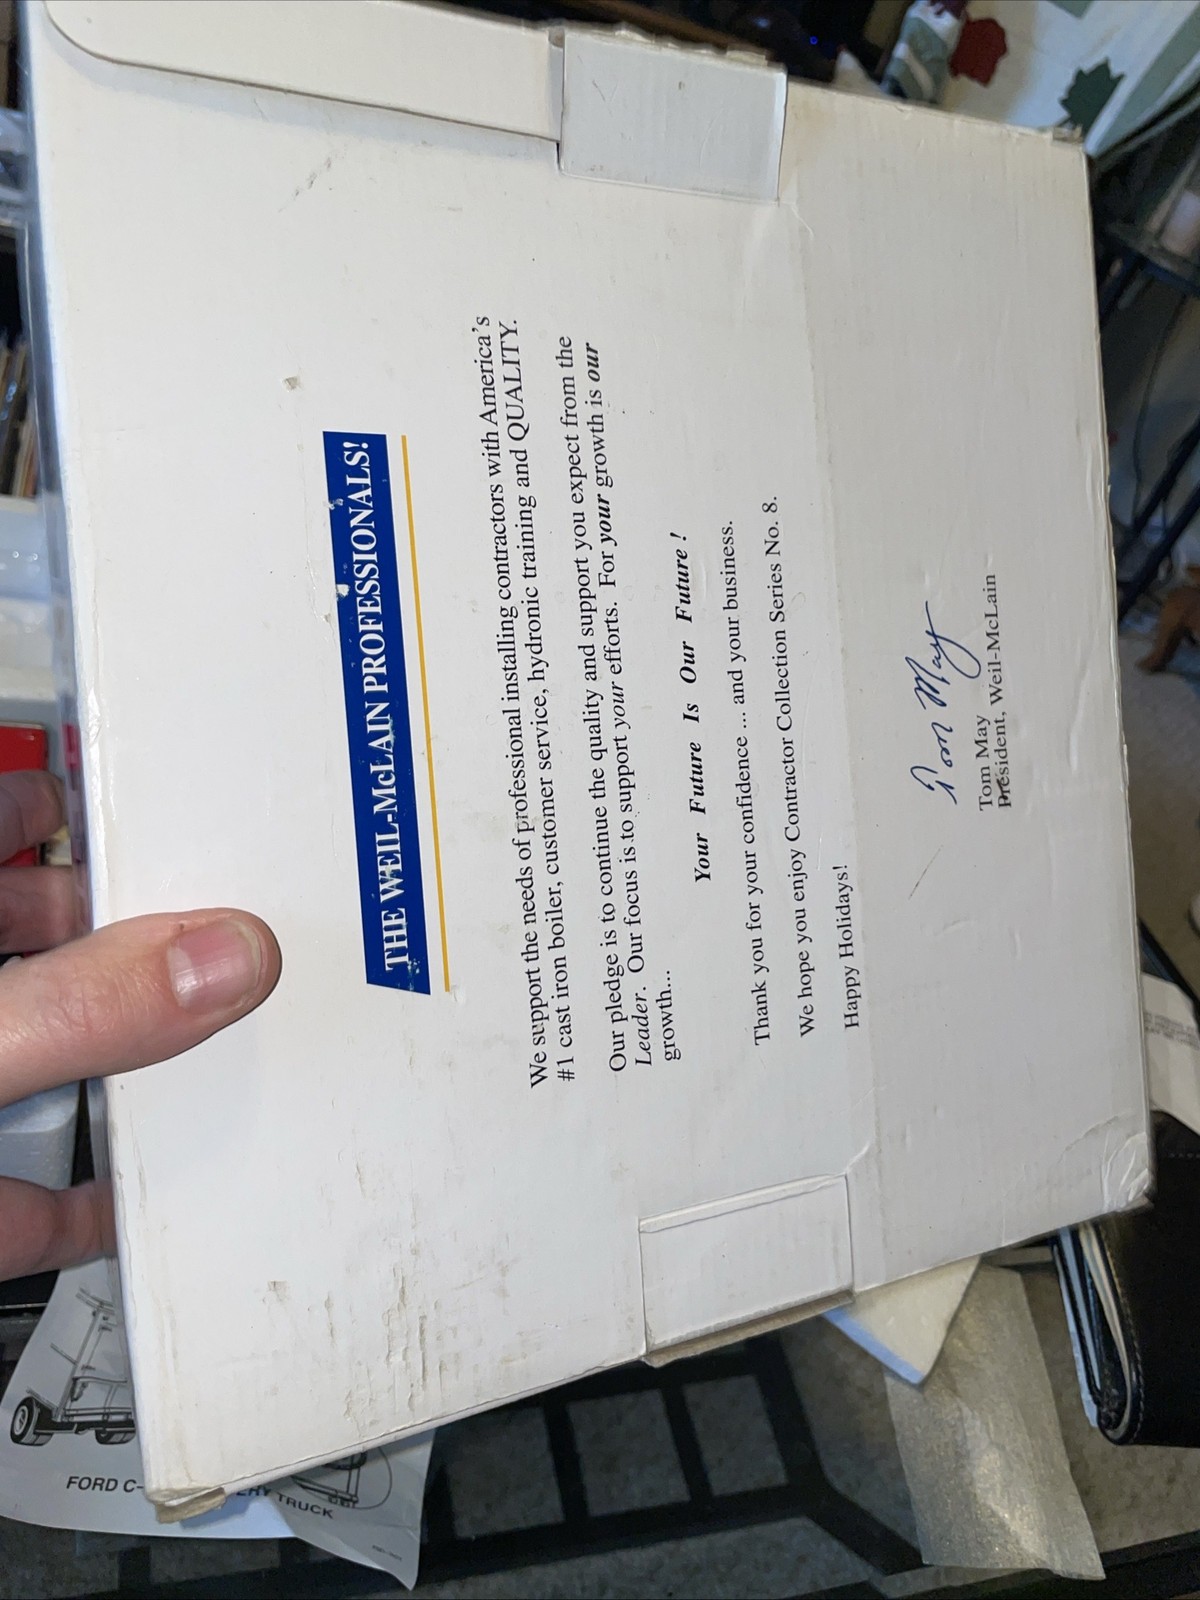 THE WEIL-McLAIN PROFESSIONALS!
We support the needs of professional installing contractors with America's
#1 cast iron boiler, customer service, hydronic training and QUALITY.
Our pledge is to continue the quality and support you expect from the
Leader. Our focus is to support your efforts. For your growth is our
growth...
Your Future Is Our Future!
Thank you for your confidence ... and your business.
We hope you enjoy Contractor Collection Series No. 8.
Happy Holidays!
Tom May
Tom May
President, Weil-McLain
FORD C-
TRUCK